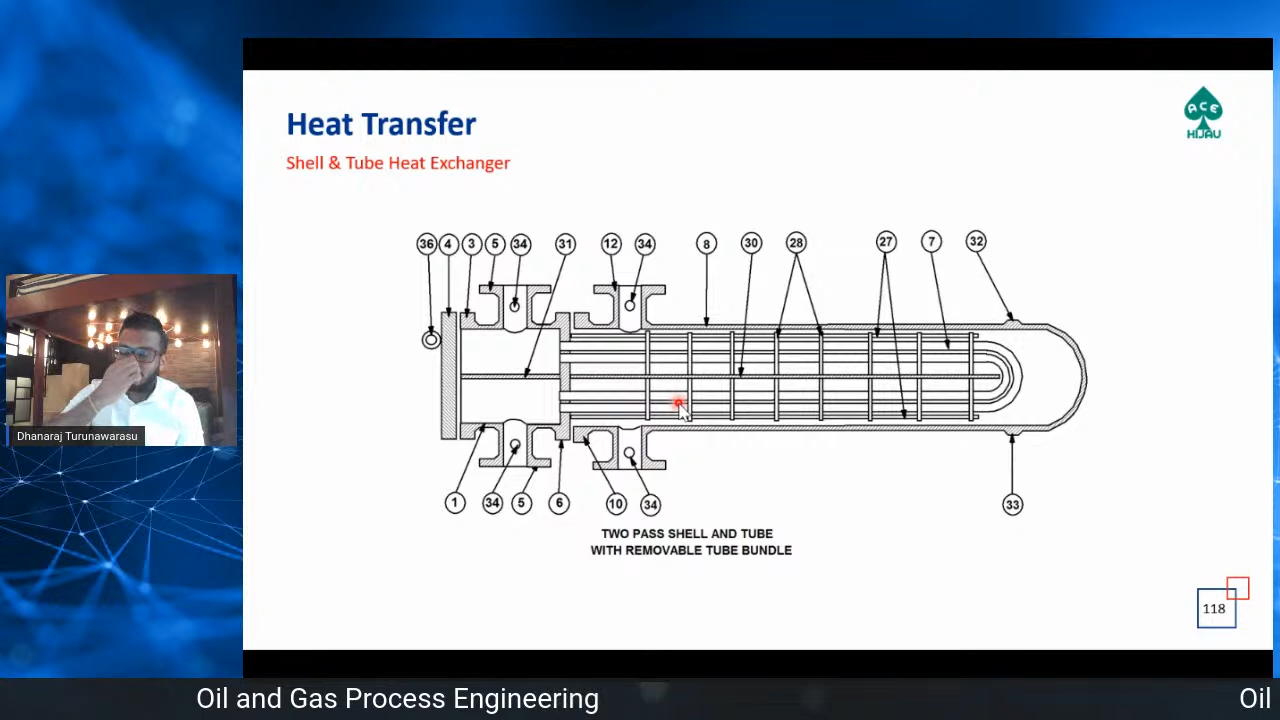 Heat Transfer
Shell & Tube Heat Exchanger
ACE
HIJAU
36 4 3 5 34 31 12 34 8 30 28 27 7 32
1 34 5 6 10 34 33
TWO PASS SHELL AND TUBE
WITH REMOVABLE TUBE BUNDLE
118
Dhanaraj Turunawarasu
Oil and Gas Process Engineering
Oil